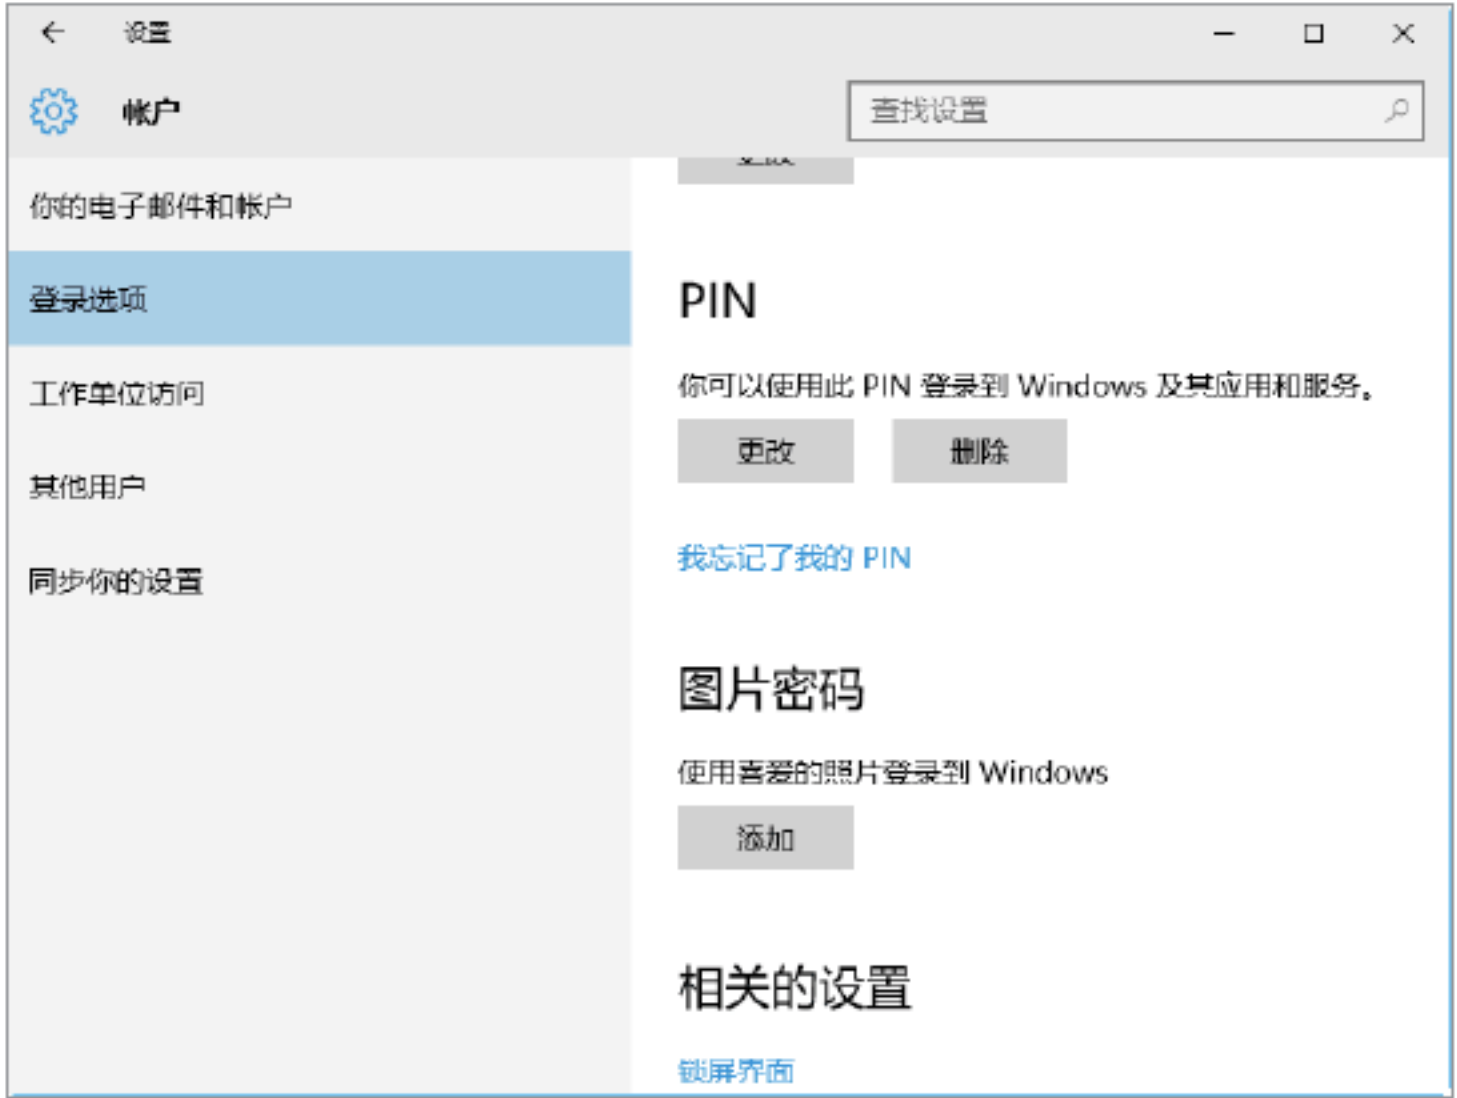 设置
帐户
查找设置
你的电子邮件和帐户
登录选项
工作单位访问
其他用户
同步你的设置
更改
PIN
你可以使用此 PIN 登录到 Windows 及其应用和服务。
更改 删除
我忘记了我的 PIN
图片密码
使用喜爱的照片登录到 Windows
添加
相关的设置
锁屏界面